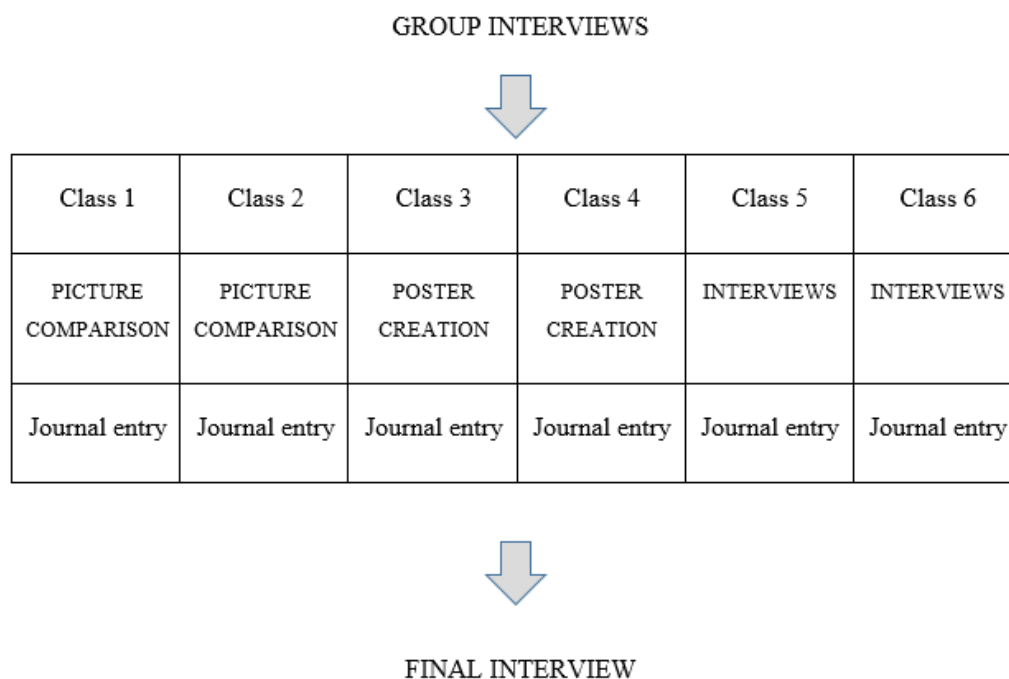 GROUP INTERVIEWS
Class 1 Class 2 Class 3 Class 4 Class 5 Class 6
PICTURE PICTURE POSTER POSTER INTERVIEWS INTERVIEWS
COMPARISON COMPARISON CREATION CREATION
Journal entry Journal entry Journal entry Journal entry Journal entry Journal entry
FINAL INTERVIEW